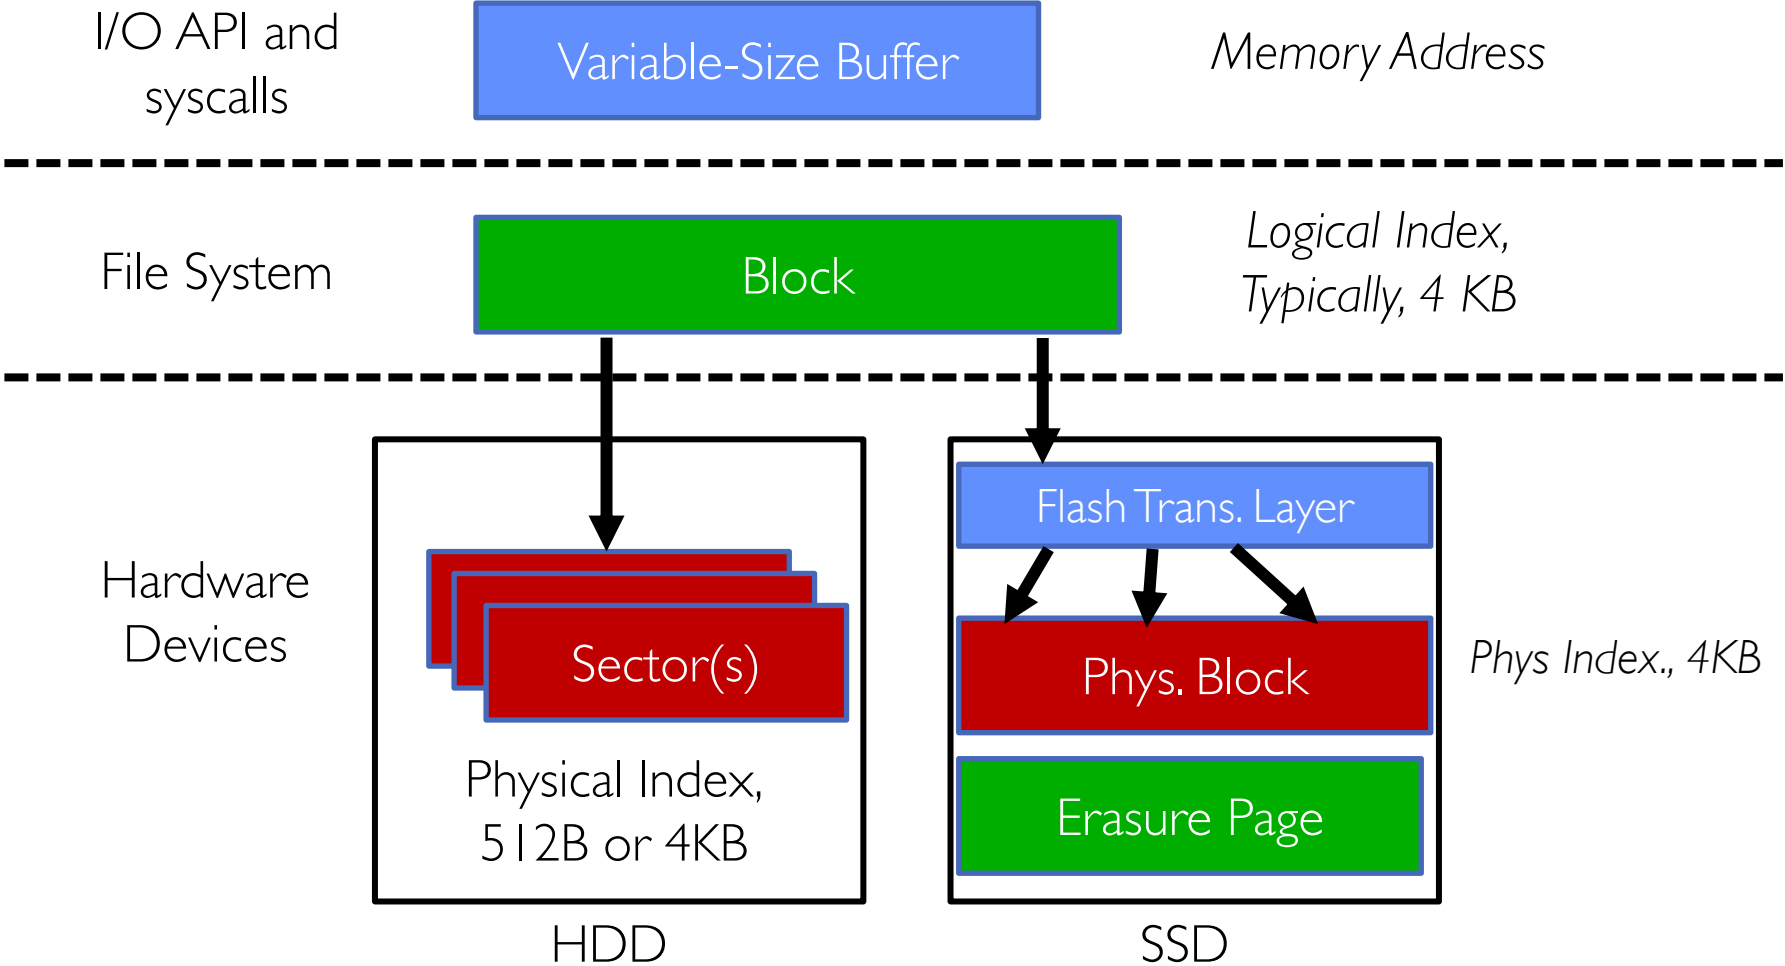 I/O API and
syscalls
Variable-Size Buffer
Memory Address
File System
Block
Logical Index,
Typically, 4 KB
Hardware
Devices
Sector(s)
Physical Index,
512B or 4KB
HDD
Flash Trans. Layer
Phys. Block
Erasure Page
SSD
Phys Index., 4KB